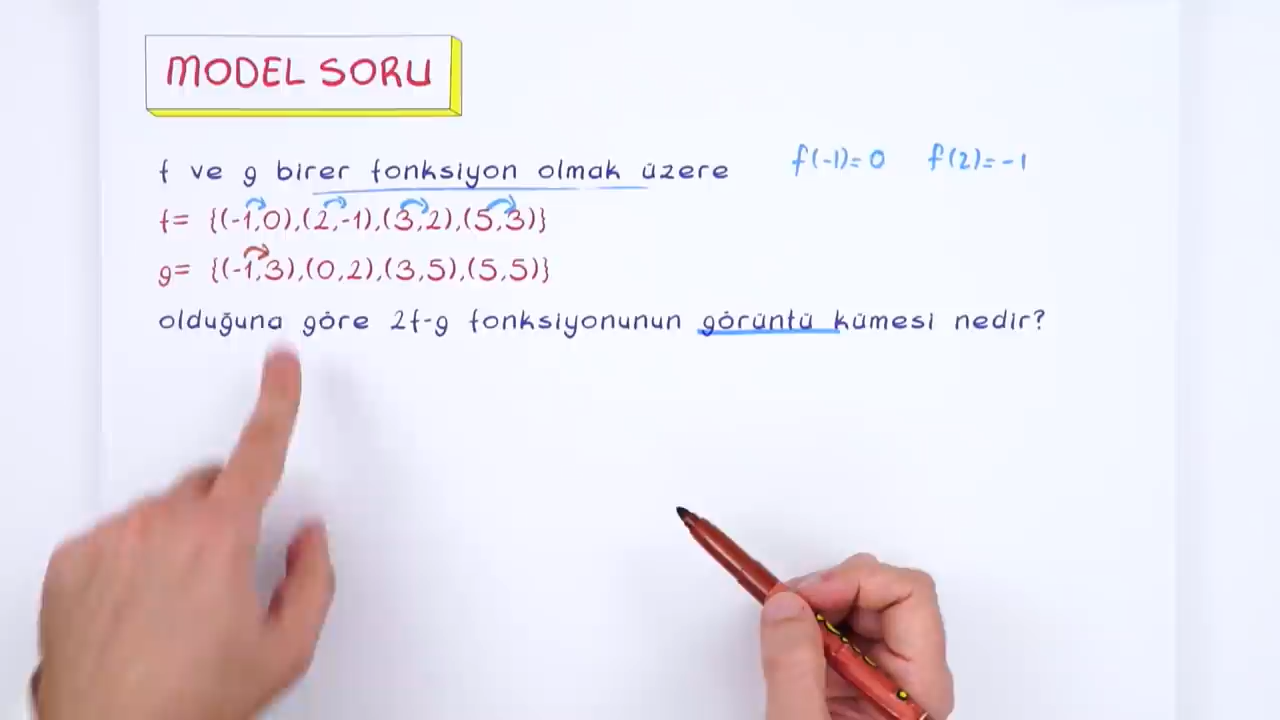 MODEL SORU
f ve g birer fonksiyon olmak üzere
f(-1)=0 f(2)=-1
f= {(-1,0),(2,-1),(3,2),(5,3)}
g= {(-1,3),(0,2),(3,5),(5,5)}
olduğuna göre 2f-g fonksiyonunun görüntü kümesi nedir?